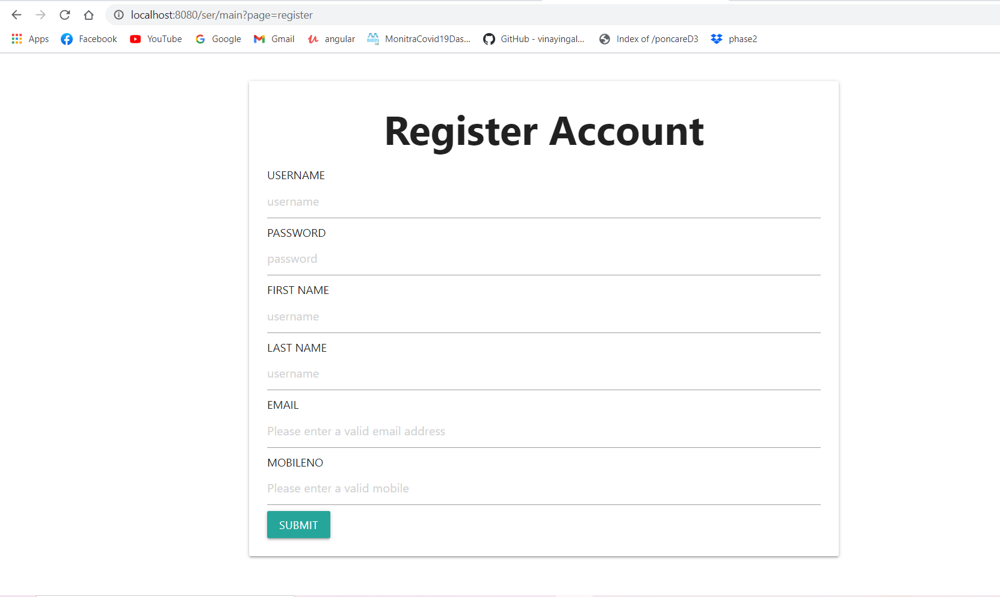 localhost:8080/ser/main?page=register
Apps Facebook YouTube Google Gmail angular MonitraCovid19Das... GitHub - vinayingal... Index of /poncareD3 phase2
Register Account
USERNAME
username
PASSWORD
password
FIRST NAME
username
LAST NAME
username
EMAIL
Please enter a valid email address
MOBILENO
Please enter a valid mobile
SUBMIT